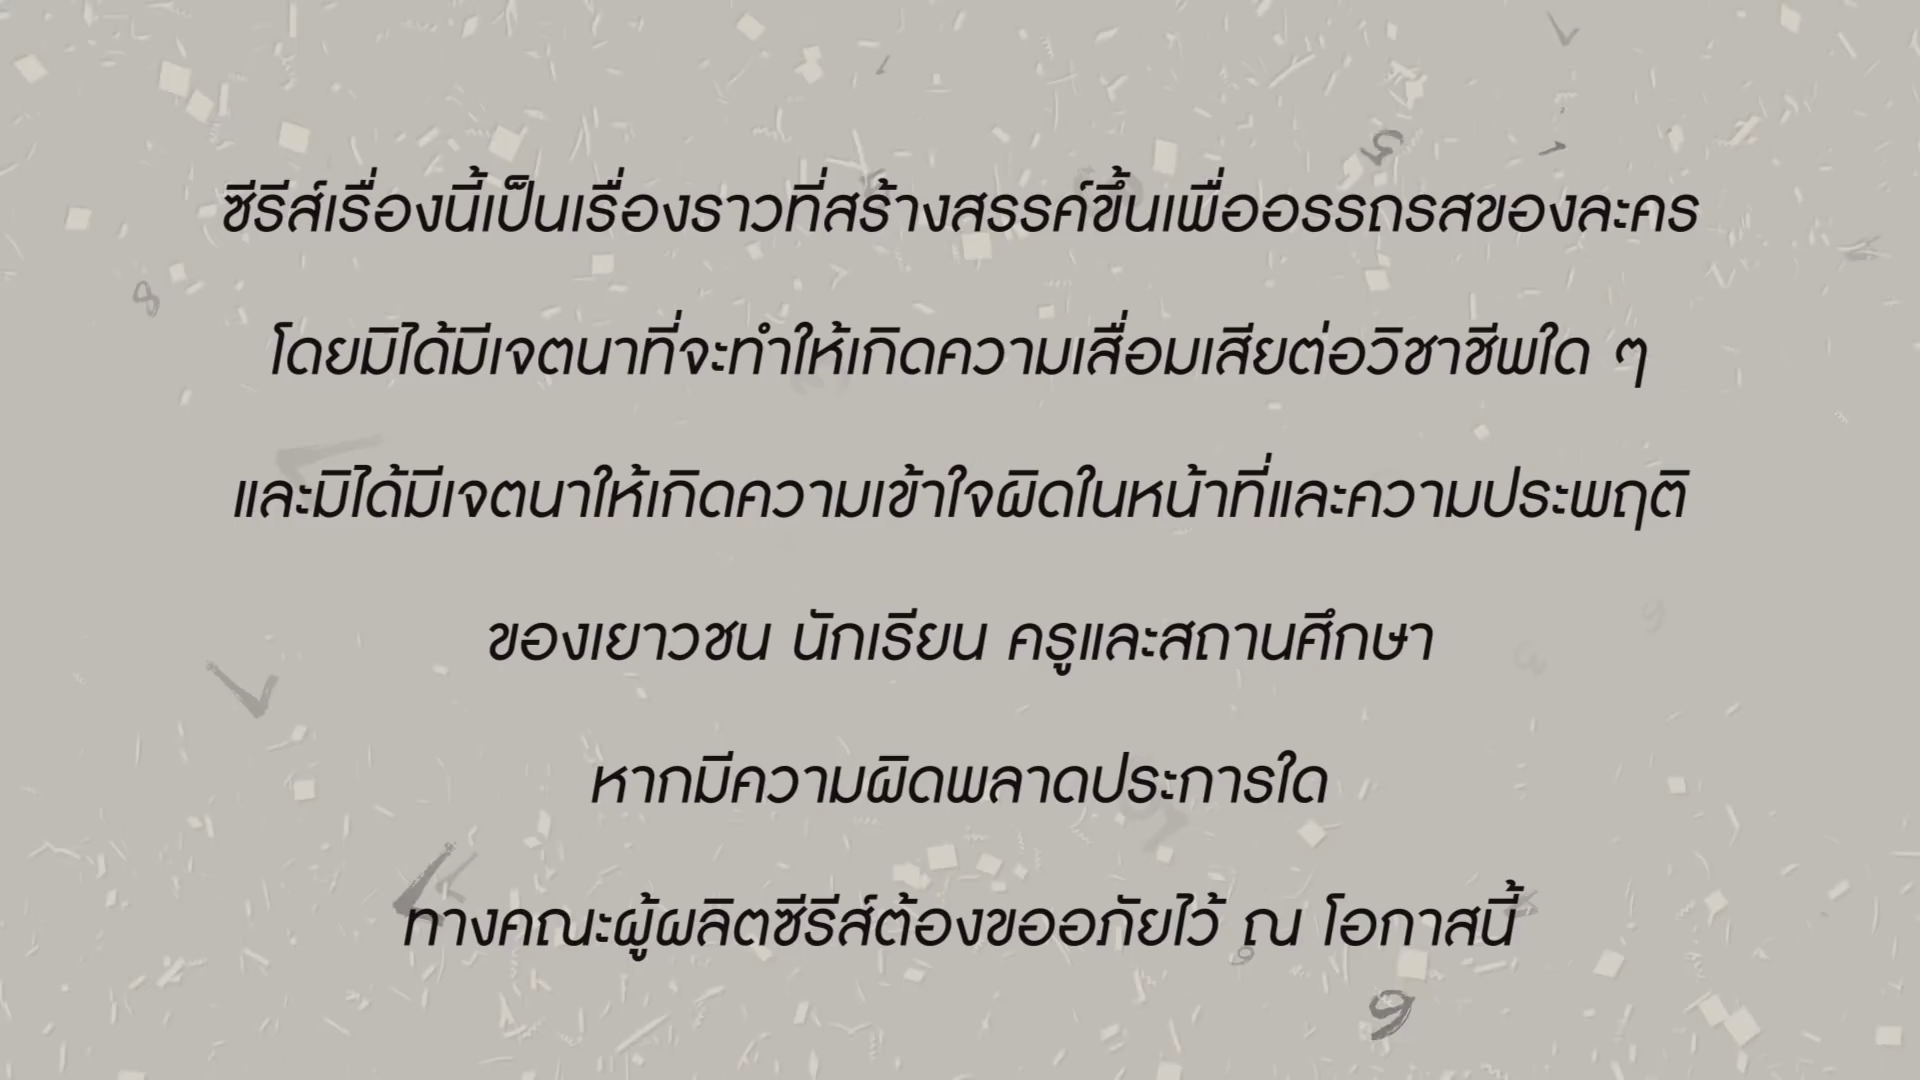 ซีรีส์เรื่องนี้เป็นเรื่องราวที่สร้างสรรค์ขึ้นเพื่ออรรถรสของละคร
โดยมิได้มีเจตนาที่จะทำให้เกิดความเสื่อมเสียต่อวิชาชีพใด ๆ
และมิได้มีเจตนาให้เกิดความเข้าใจผิดในหน้าที่และความประพฤติ
ของเยาวชน นักเรียน ครูและสถานศึกษา
หากมีความผิดพลาดประการใด
ทางคณะผู้ผลิตซีรีส์ต้องขออภัยไว้ ณ โอกาสนี้